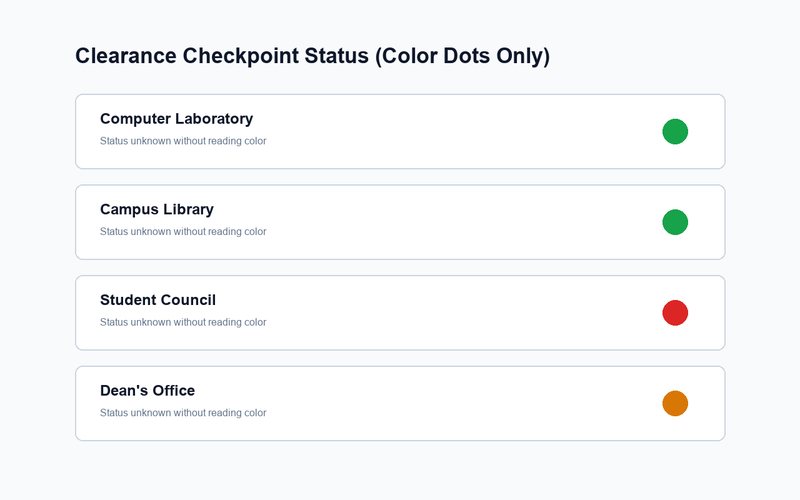 Clearance Checkpoint Status (Color Dots Only)
Computer Laboratory
Status unknown without reading color
Campus Library
Status unknown without reading color
Student Council
Status unknown without reading color
Dean's Office
Status unknown without reading color